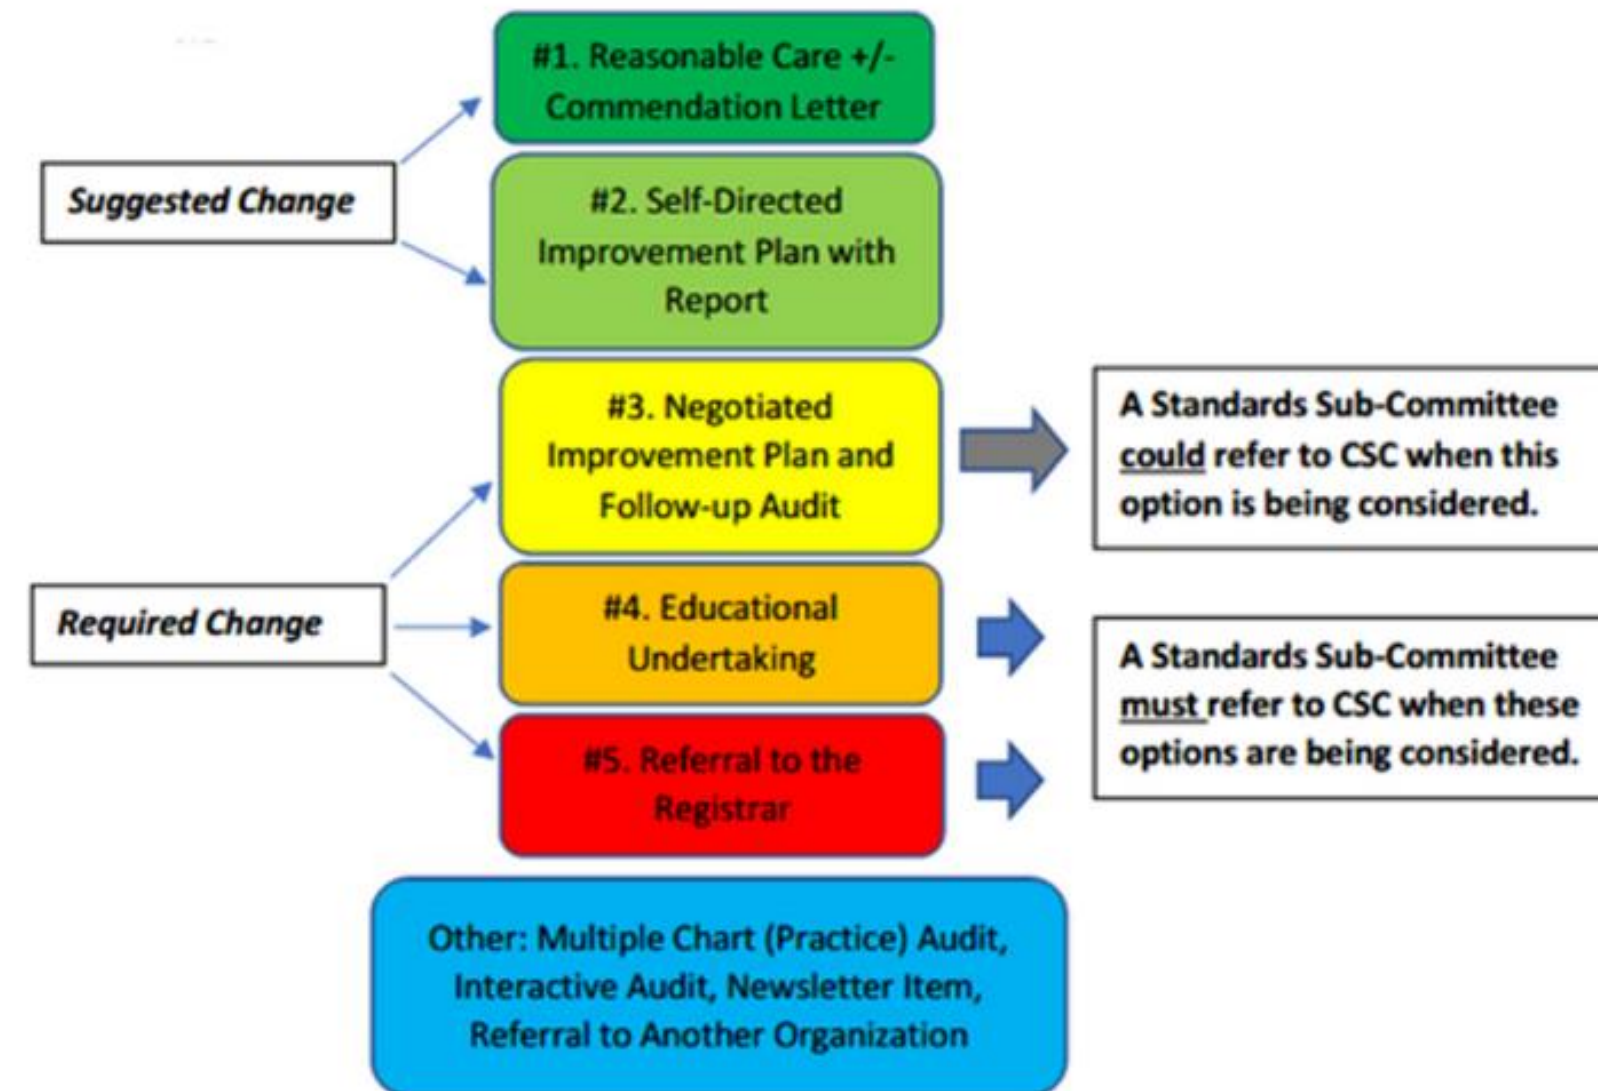 #1. Reasonable Care +/-
Commendation Letter
Suggested Change
#2. Self-Directed
Improvement Plan with
Report
#3. Negotiated
Improvement Plan and
Follow-up Audit
A Standards Sub-Committee
could refer to CSC when this
option is being considered.
Required Change
#4. Educational
Undertaking
#5. Referral to the
Registrar
A Standards Sub-Committee
must refer to CSC when these
options are being considered.
Other: Multiple Chart (Practice) Audit,
Interactive Audit, Newsletter Item,
Referral to Another Organization